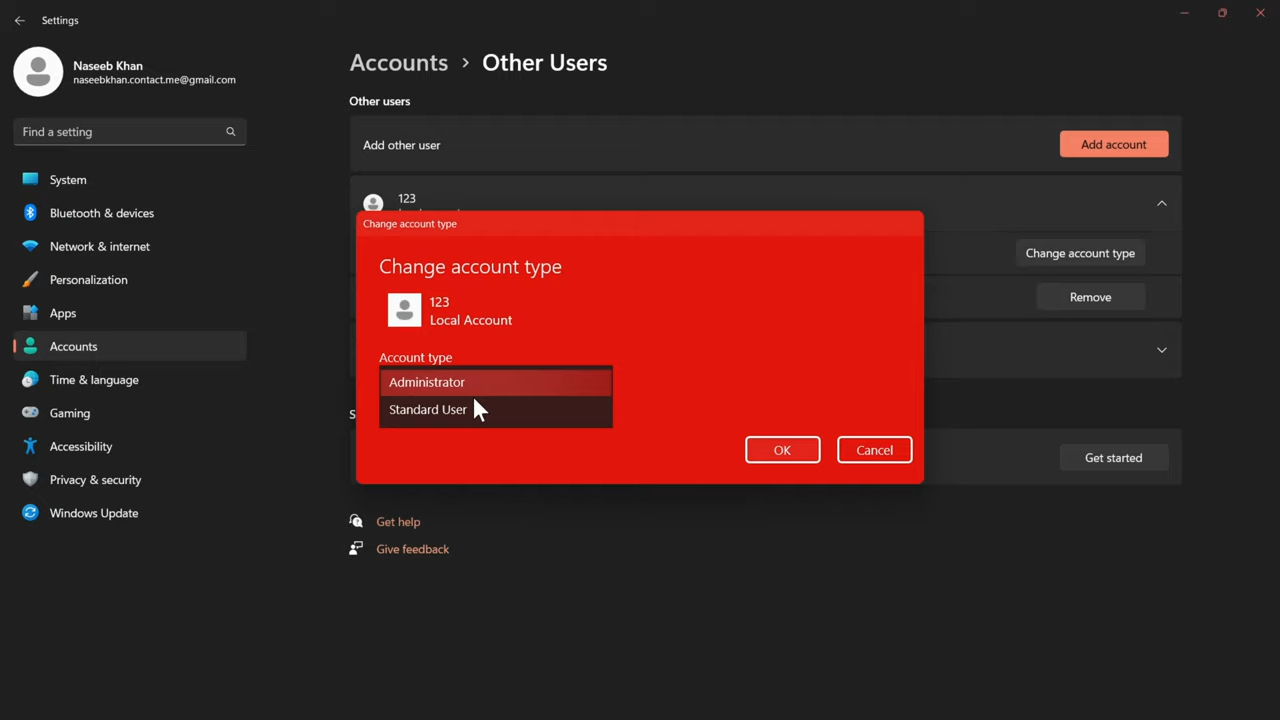 Settings
Naseeb Khan
naseebkhan.contact.me@gmail.com
Find a setting
System
Bluetooth & devices
Network & internet
Personalization
Apps
Accounts
Time & language
Gaming
Accessibility
Privacy & security
Windows Update
Accounts > Other Users
Other users
Add other user
Add account
123
Change account type
Remove
Change account type
Change account type
123
Local Account
Account type
Administrator
Standard User
OK
Cancel
S
Get started
Get help
Give feedback